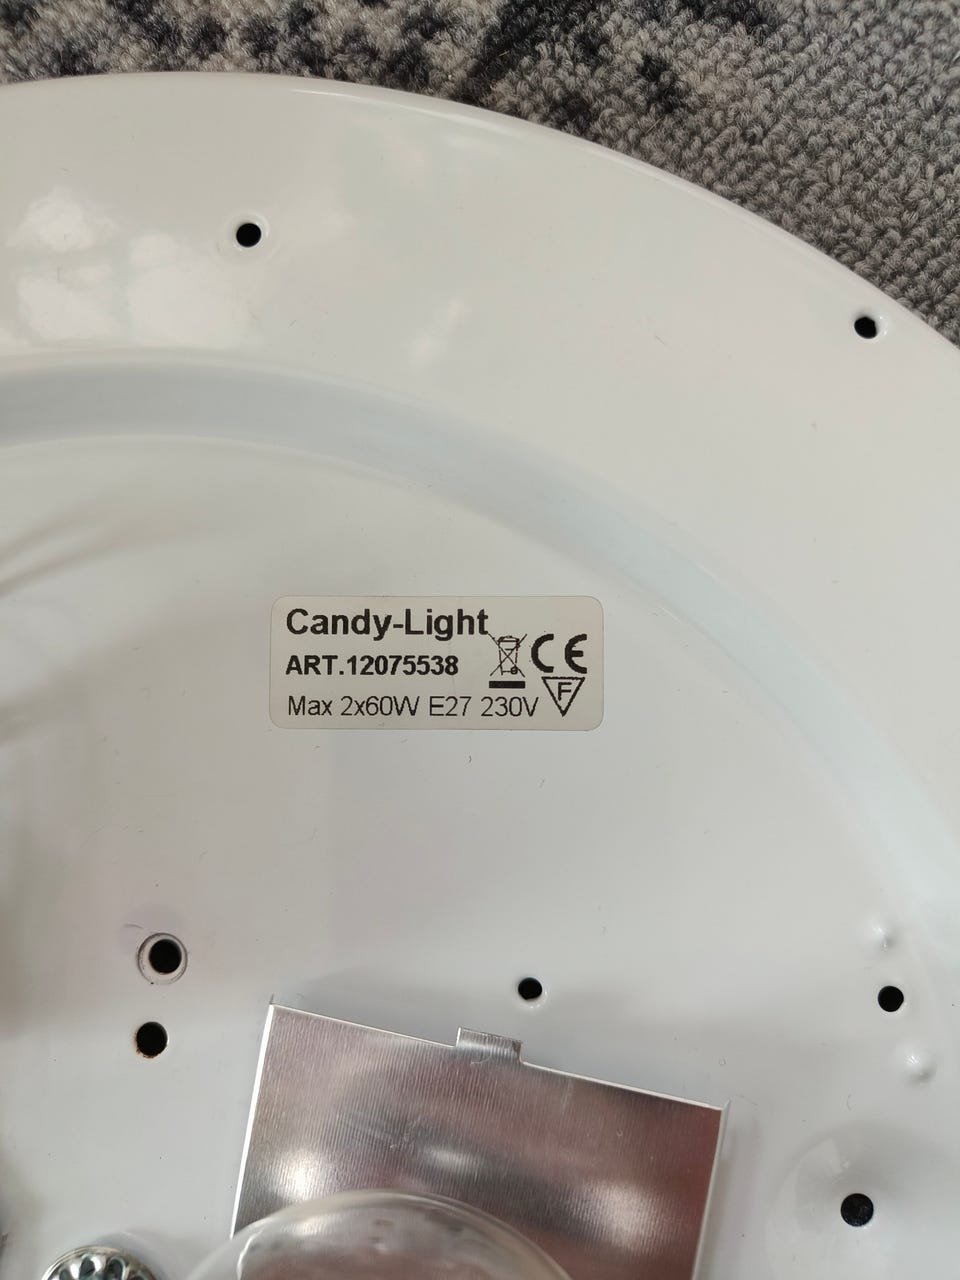 Candy-Light
ART.12075538
CE
Max 2x60W E27 230V
F